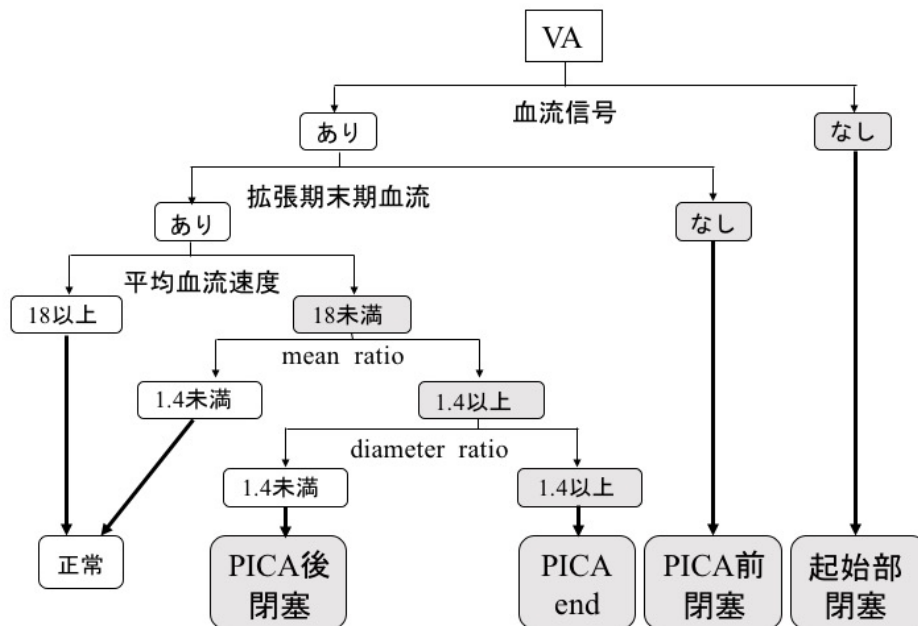 VA
血流信号
あり
なし
拡張期末期血流
あり
なし
平均血流速度
18以上
18未満
mean ratio
1.4未満
1.4以上
diameter ratio
1.4未満
1.4以上
正常
PICA後
閉塞
PICA
end
PICA前
閉塞
起始部
閉塞